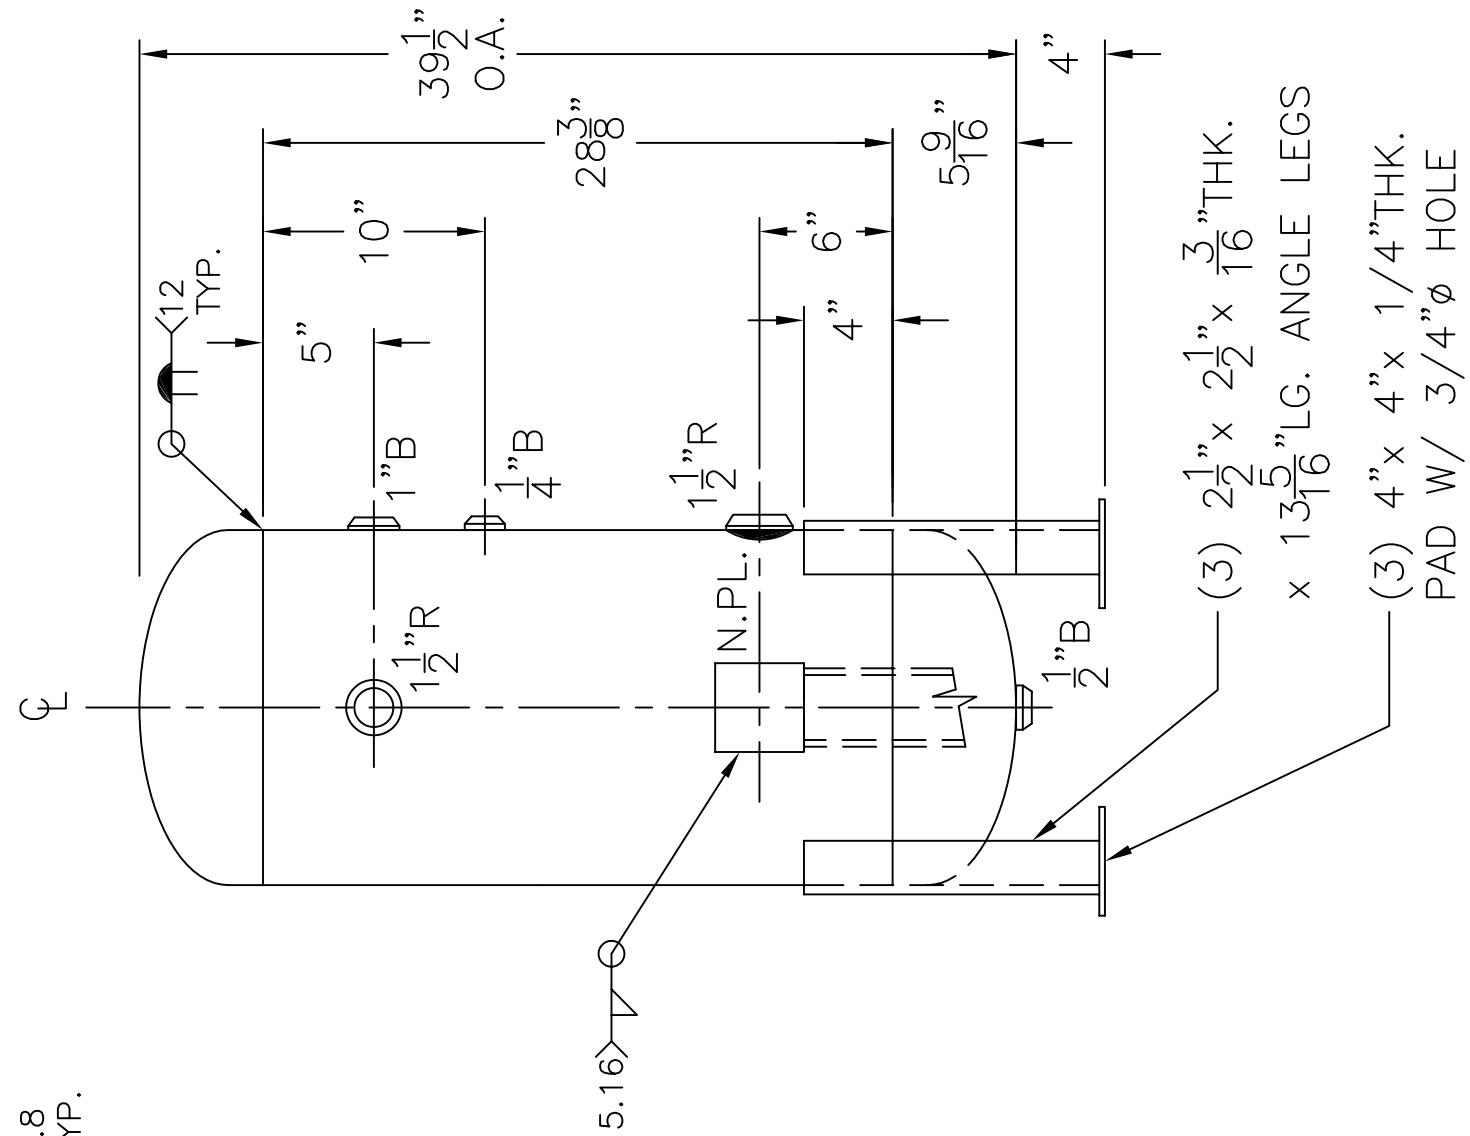 ℄
39 1/2"
O.A.
4"
28 3/8"
5 9/16"
10"
6"
12
TYP.
5"
4"
1"B
1/4"B
1 1/2"R
1 1/2"R
N.PL.
1/2"B
(3) 2 1/2"x 2 1/2"x 3/16"THK.
x 13 5/16"LG. ANGLE LEGS
(3) 4"x 4"x 1/4"THK.
PAD W/ 3/4"ø HOLE
5.16
.8
YP.